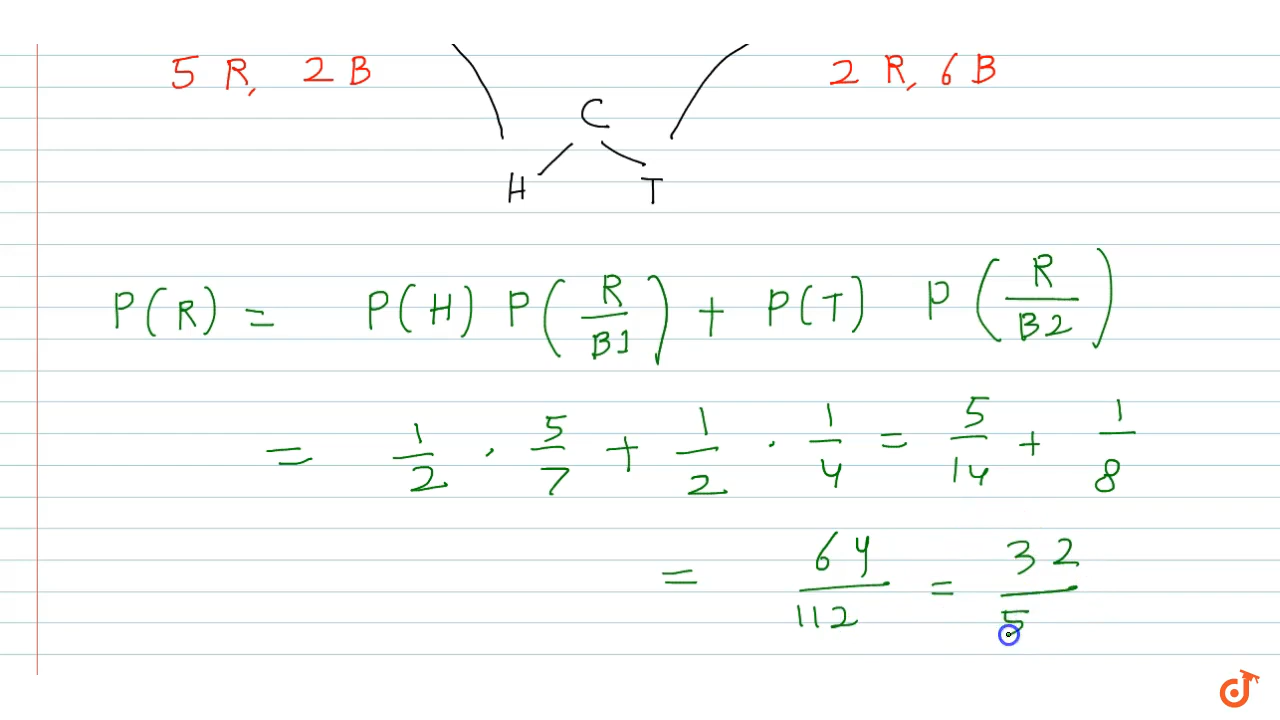 5 R, 2 B 2 R, 6 B
C
H T
P(R) = P(H) P(R/B1) + P(T) P(R/B2)
= 1/2 . 5/7 + 1/2 . 1/4 = 5/14 + 1/8
= 64/112 = 32/5